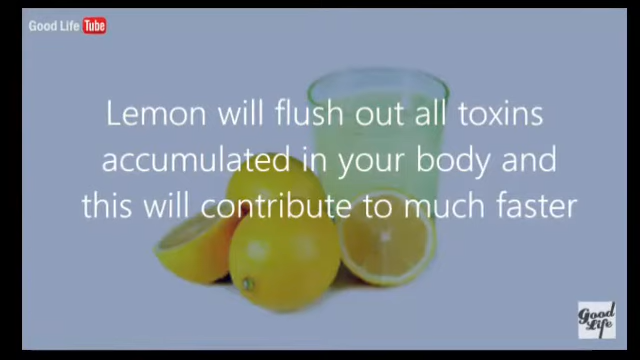 Good Life Tube
Lemon will flush out all toxins
accumulated in your body and
this will contribute to much faster
Good
Life